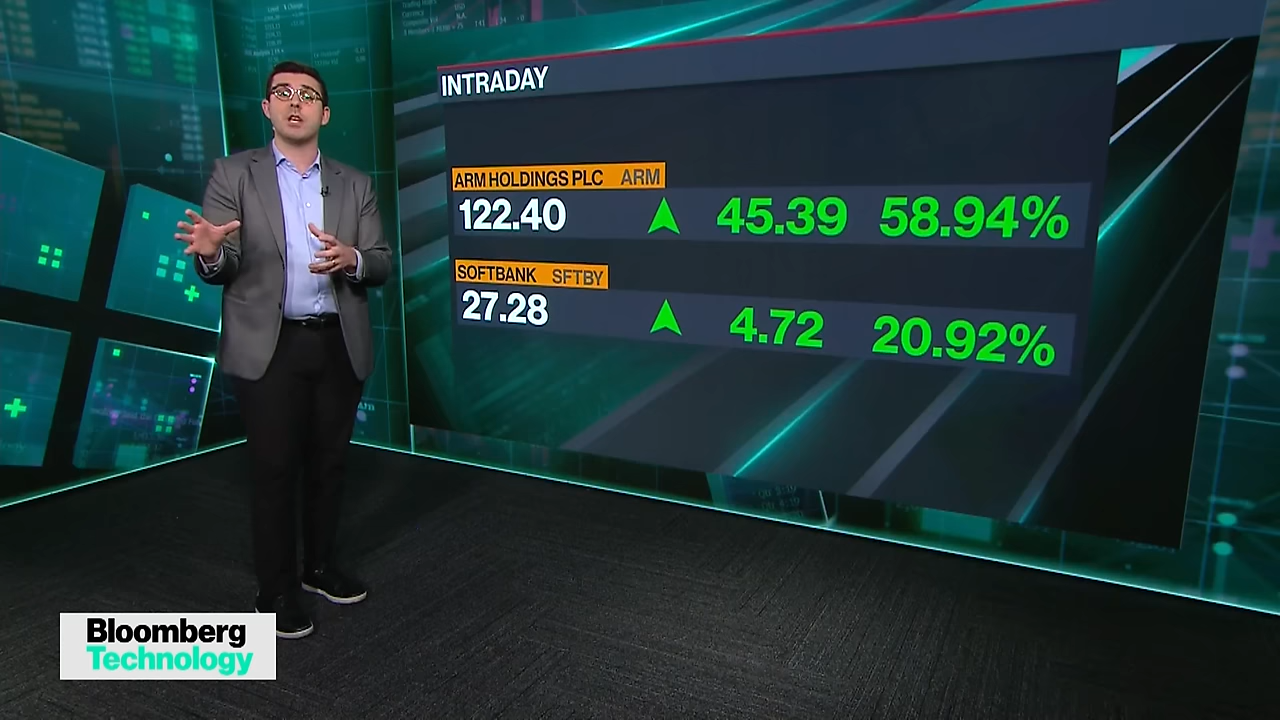 INTRADAY
ARM HOLDINGS PLC ARM
122.40 45.39 58.94%
SOFTBANK SFTBY
27.28 4.72 20.92%
Bloomberg
Technology